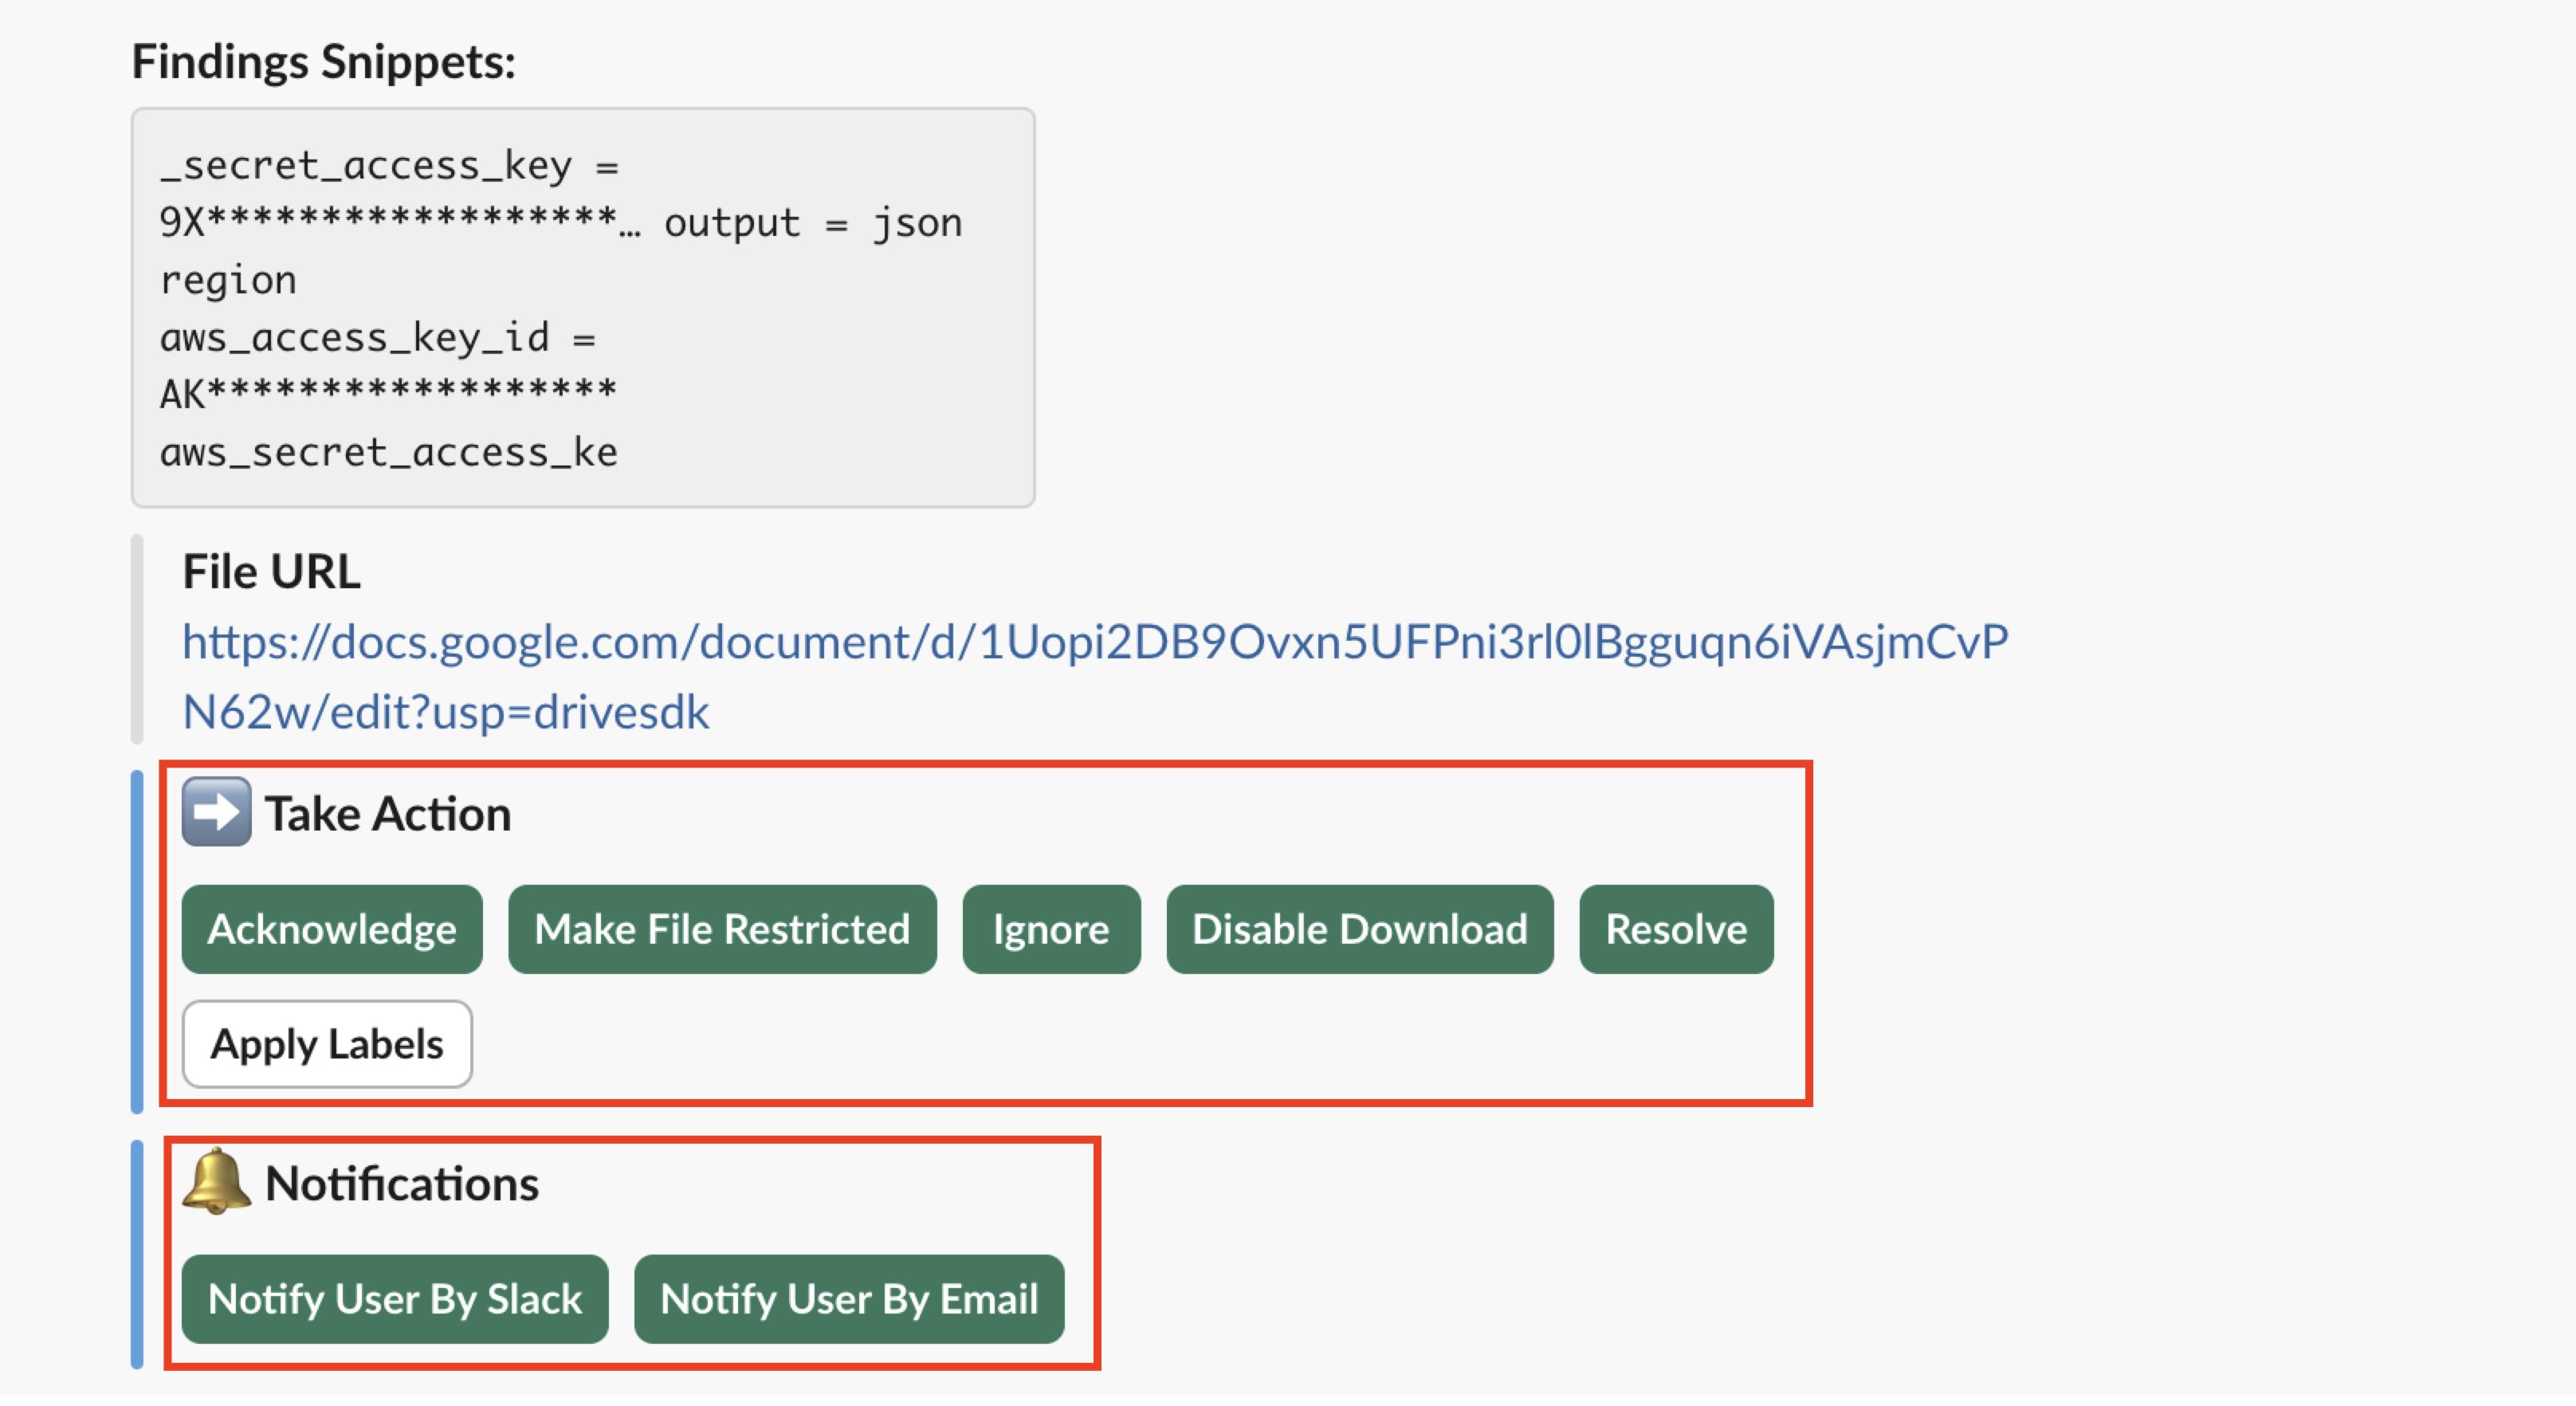 Findings Snippets:
_secret_access_key =
9X******************… output = json
region
aws_access_key_id =
AK******************
aws_secret_access_ke
File URL
https://docs.google.com/document/d/1Uopi2DB9Ovxn5UFPni3rl0lBgguqn6iVAsjmCvP
N62w/edit?usp=drivesdk
Take Action
Acknowledge Make File Restricted Ignore Disable Download Resolve
Apply Labels
Notifications
Notify User By Slack Notify User By Email